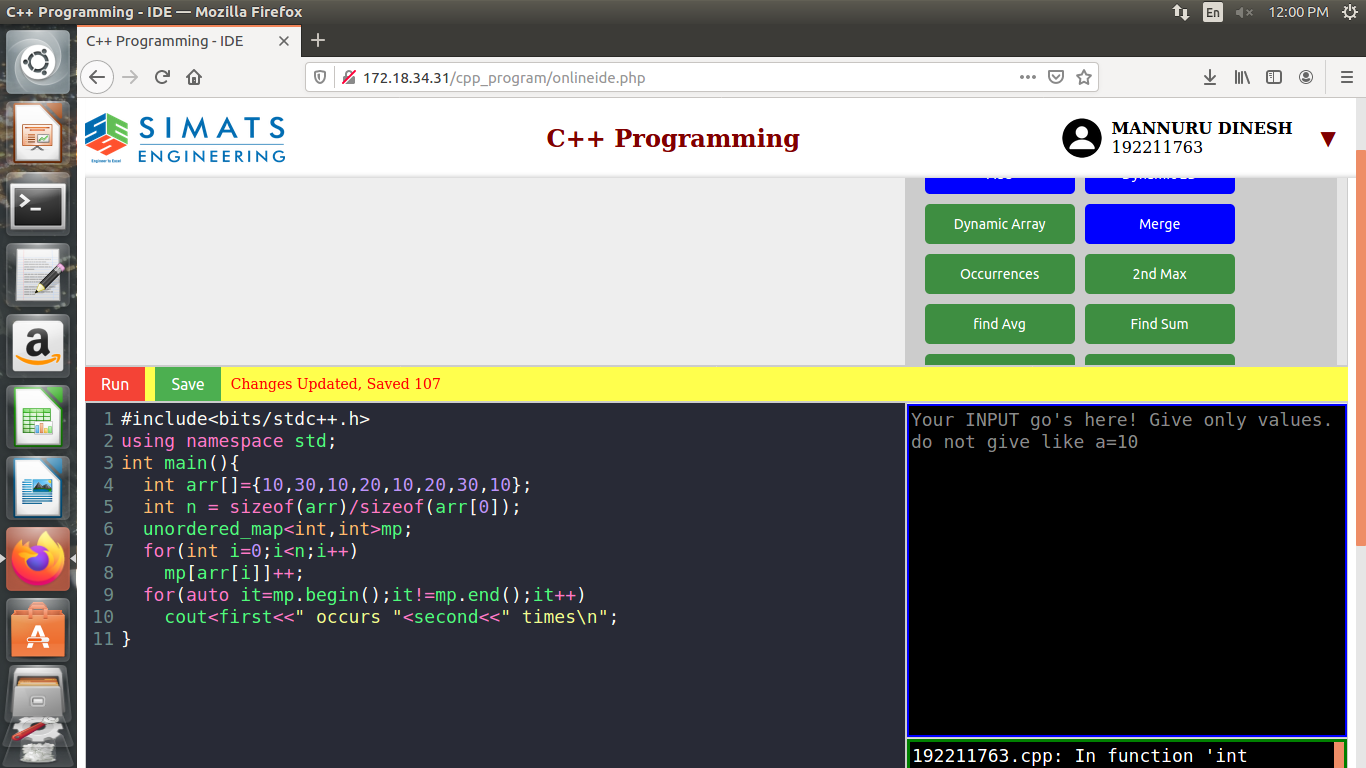 C++ Programming - IDE — Mozilla Firefox
En
12:00 PM
C++ Programming - IDE
172.18.34.31/cpp_program/onlineide.php
SIMATS
ENGINEERING
Engineer to Excel
C++ Programming
MANNURU DINESH
192211763
Dynamic Array
Merge
Occurrences
2nd Max
find Avg
Find Sum
Run
Save
Changes Updated, Saved 107
1 #include<bits/stdc++.h>
2 using namespace std;
3 int main(){
4 int arr[]={10,30,10,20,10,20,30,10};
5 int n = sizeof(arr)/sizeof(arr[0]);
6 unordered_map<int,int>mp;
7 for(int i=0;i<n;i++)
8 mp[arr[i]]++;
9 for(auto it=mp.begin();it!=mp.end();it++)
10 cout<first<<" occurs "<second<<" times\n";
11 }
Your INPUT go's here! Give only values.
do not give like a=10
192211763.cpp: In function 'int